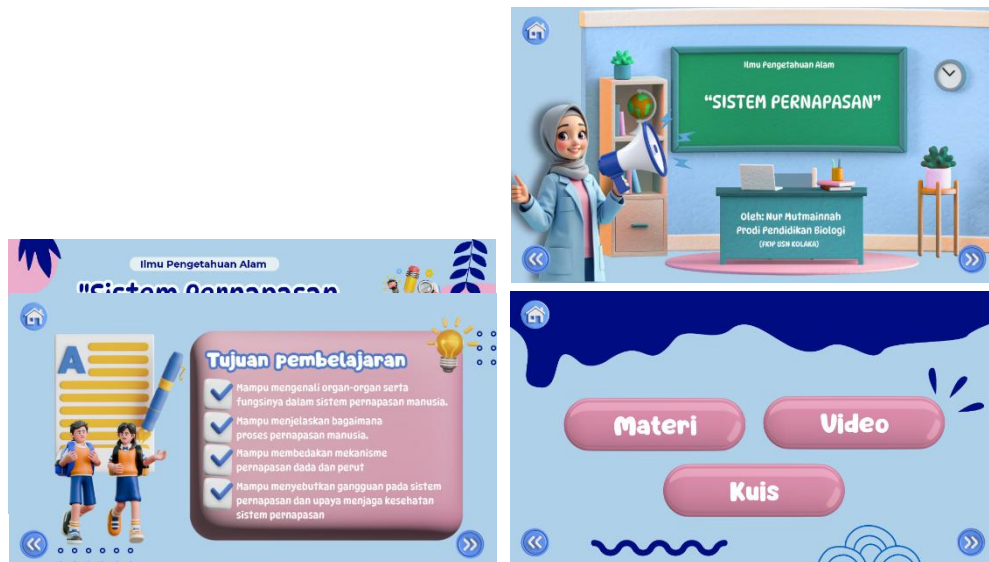 Ilmu Pengetahuan Alam
"SISTEM PERNAPASAN"
Oleh: Nur Mutmainnah
Prodi Pendidikan Biologi
(FKIP USN KOLAKA)
Ilmu Pengetahuan Alam
"Sistem Pernapasan
A
Tujuan pembelajaran
Mampu mengenali organ-organ serta
fungsinya dalam sistem pernapasan manusia.
Mampu menjelaskan bagaimana
proses pernapasan manusia.
Mampu membedakan mekanisme
pernapasan dada dan perut
Mampu menyebutkan gangguan pada sistem
pernapasan dan upaya menjaga kesehatan
sistem pernapasan
Materi
Video
Kuis